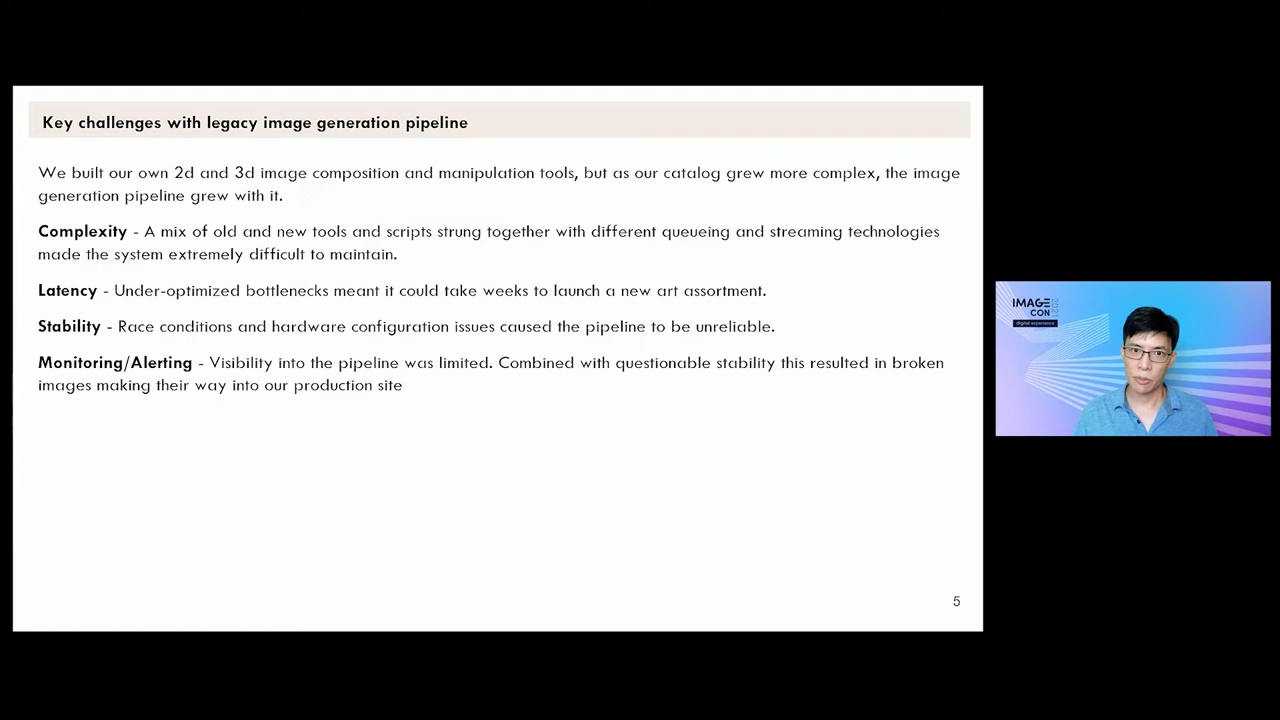 Key challenges with legacy image generation pipeline
We built our own 2d and 3d image composition and manipulation tools, but as our catalog grew more complex, the image
generation pipeline grew with it.
Complexity - A mix of old and new tools and scripts strung together with different queueing and streaming technologies
made the system extremely difficult to maintain.
Latency - Under-optimized bottlenecks meant it could take weeks to launch a new art assortment.
Stability - Race conditions and hardware configuration issues caused the pipeline to be unreliable.
Monitoring/Alerting - Visibility into the pipeline was limited. Combined with questionable stability this resulted in broken
images making their way into our production site
5
IMAGE
CON
2021
digital experience